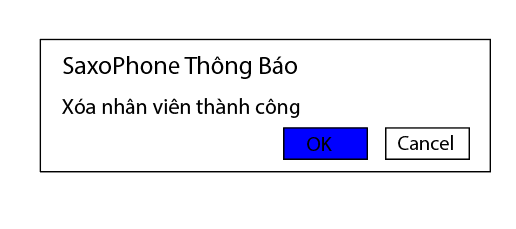 SaxoPhone Thông Báo
Xóa nhân viên thành công
OK Cancel